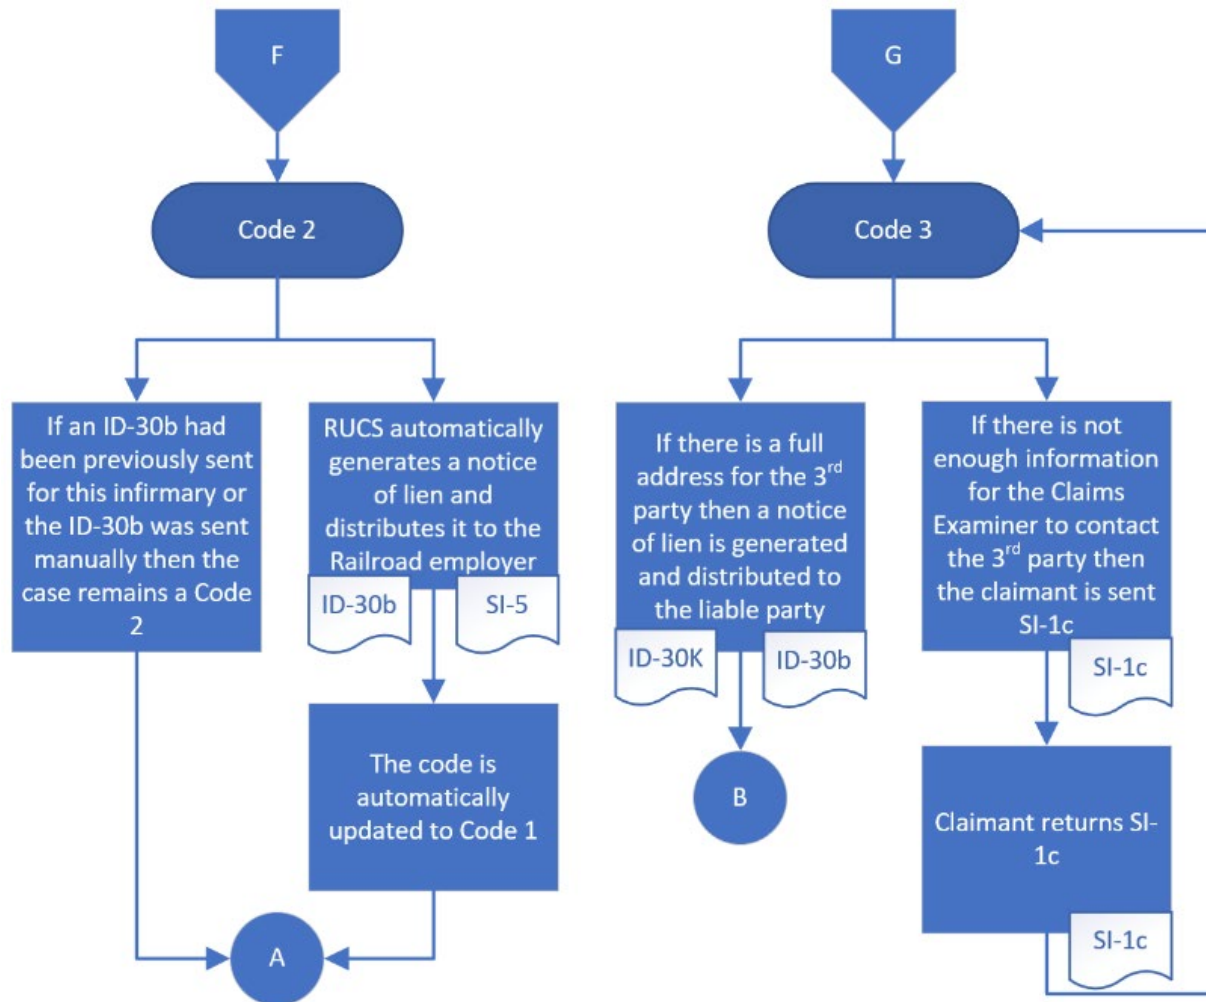 F
Code 2
If an ID-30b had
been previously sent
for this infirmary or
the ID-30b was sent
manually then the
case remains a Code
2
RUCS automatically
generates a notice
of lien and
distributes it to the
Railroad employer
ID-30b
SI-5
The code is
automatically
updated to Code 1
A
G
Code 3
If there is a full
address for the 3rd
party then a notice
of lien is generated
and distributed to
the liable party
ID-30K
ID-30b
B
If there is not
enough information
for the Claims
Examiner to contact
the 3rd party then
the claimant is sent
SI-1c
SI-1c
Claimant returns SI-
1c
SI-1c